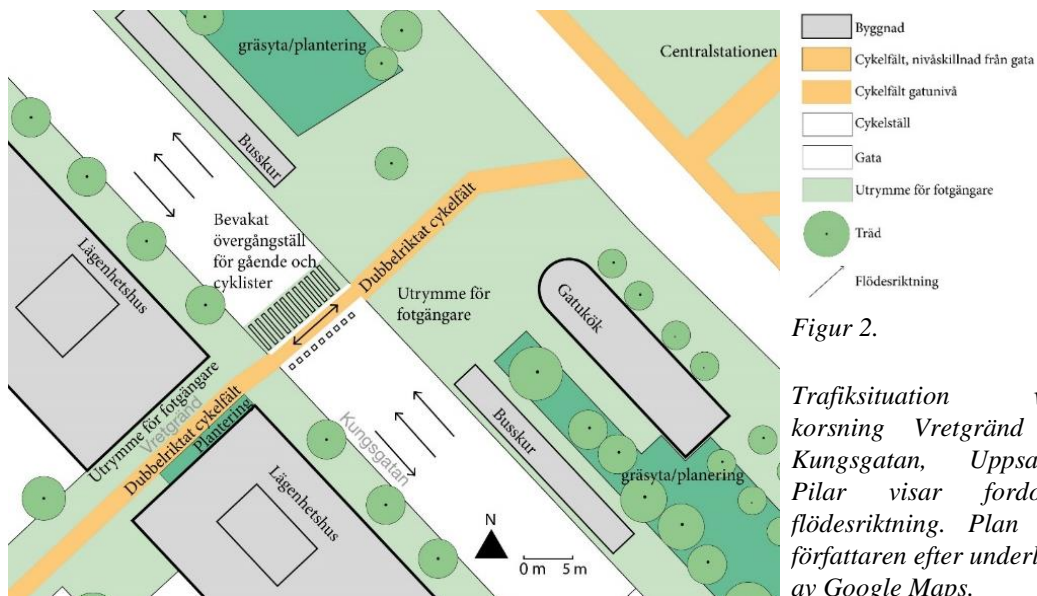 gräsyta/plantering
Centralstationen
Busskur
Bevakat
övergångställ
för gående och
cyklister
Dubbelriktat cykelfält
Lägenhetshus
Utrymme för
fotgängare
Gatukök
Utrymme för fotgängare
Vretgränd
Dubbelriktat cykelfält
Plantering
Kungsgatan
Busskur
gräsyta/planering
Lägenhetshus
N
0 m 5 m
Byggnad
Cykelfält, nivåskillnad från gata
Cykelfält gatunivå
Cykelställ
Gata
Utrymme för fotgängare
Träd
Flödesriktning
Figur 2.
Trafiksituation v
korsning Vretgränd
Kungsgatan, Uppsa
Pilar visar fordo
flödesriktning. Plan
författaren efter underl
av Google Maps.